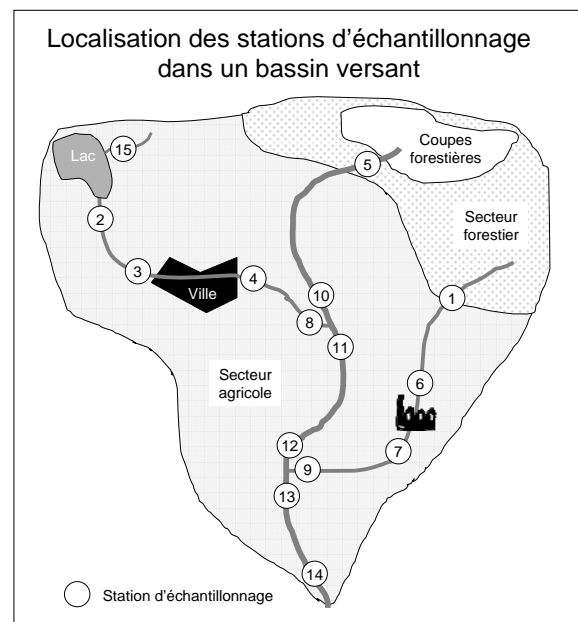 Localisation des stations d'échantillonnage
dans un bassin versant
Coupes
forestières
5
15
Lac
2
Secteur
forestier
3
4
Ville
10
1
8
11
Secteur
agricole
6
12
7
9
13
14
Station d'échantillonnage